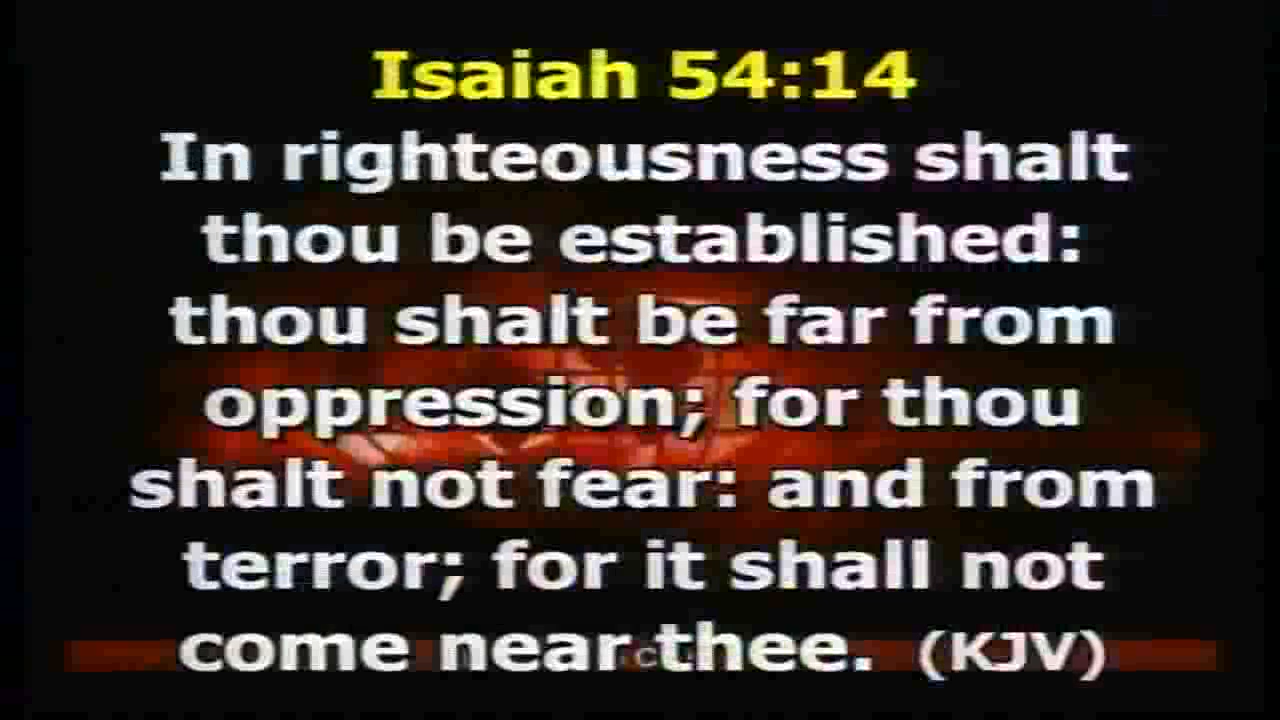 Isaiah 54:14
In righteousness shalt
thou be established:
thou shalt be far from
oppression; for thou
shalt not fear: and from
terror; for it shall not
come near thee. (KJV)